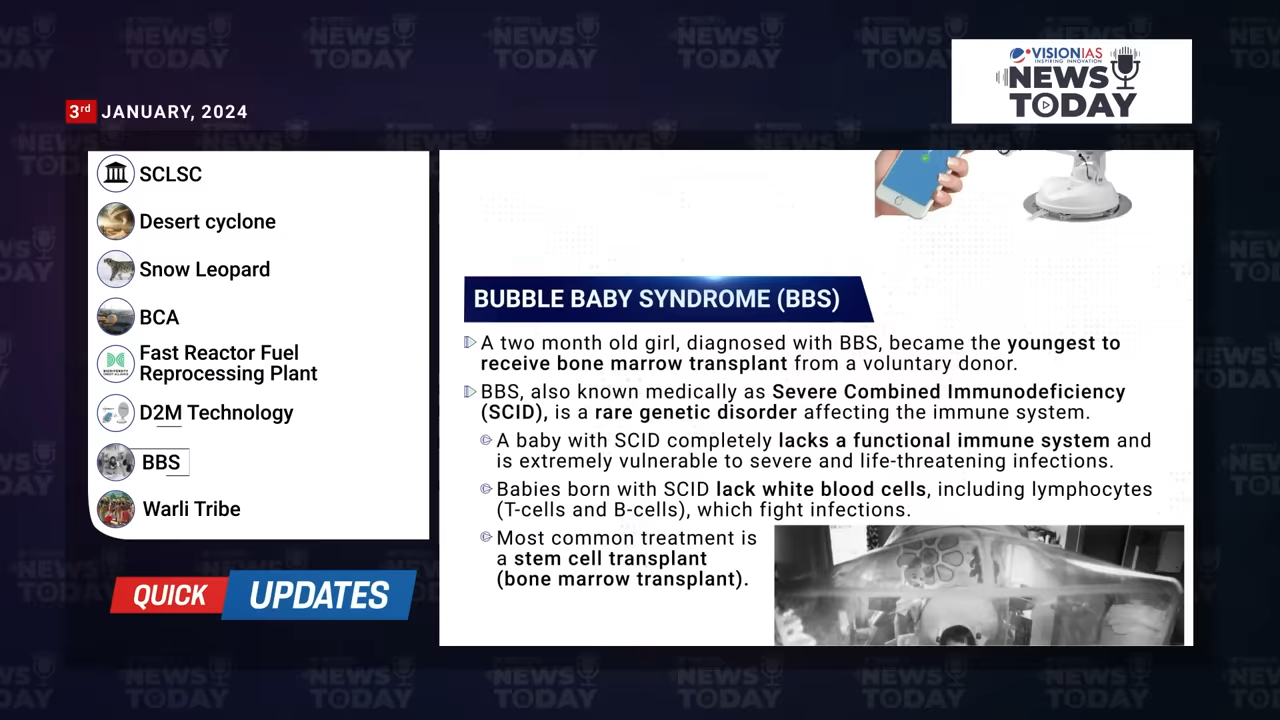 VISIONIAS
INSPIRING INNOVATION
NEWS
TODAY
3rd JANUARY, 2024
SCLSC
Desert cyclone
Snow Leopard
BCA
Fast Reactor Fuel
Reprocessing Plant
D2M Technology
BBS
Warli Tribe
QUICK UPDATES
BUBBLE BABY SYNDROME (BBS)
A two month old girl, diagnosed with BBS, became the youngest to
receive bone marrow transplant from a voluntary donor.
BBS, also known medically as Severe Combined Immunodeficiency
(SCID), is a rare genetic disorder affecting the immune system.
A baby with SCID completely lacks a functional immune system and
is extremely vulnerable to severe and life-threatening infections.
Babies born with SCID lack white blood cells, including lymphocytes
(T-cells and B-cells), which fight infections.
Most common treatment is
a stem cell transplant
(bone marrow transplant).